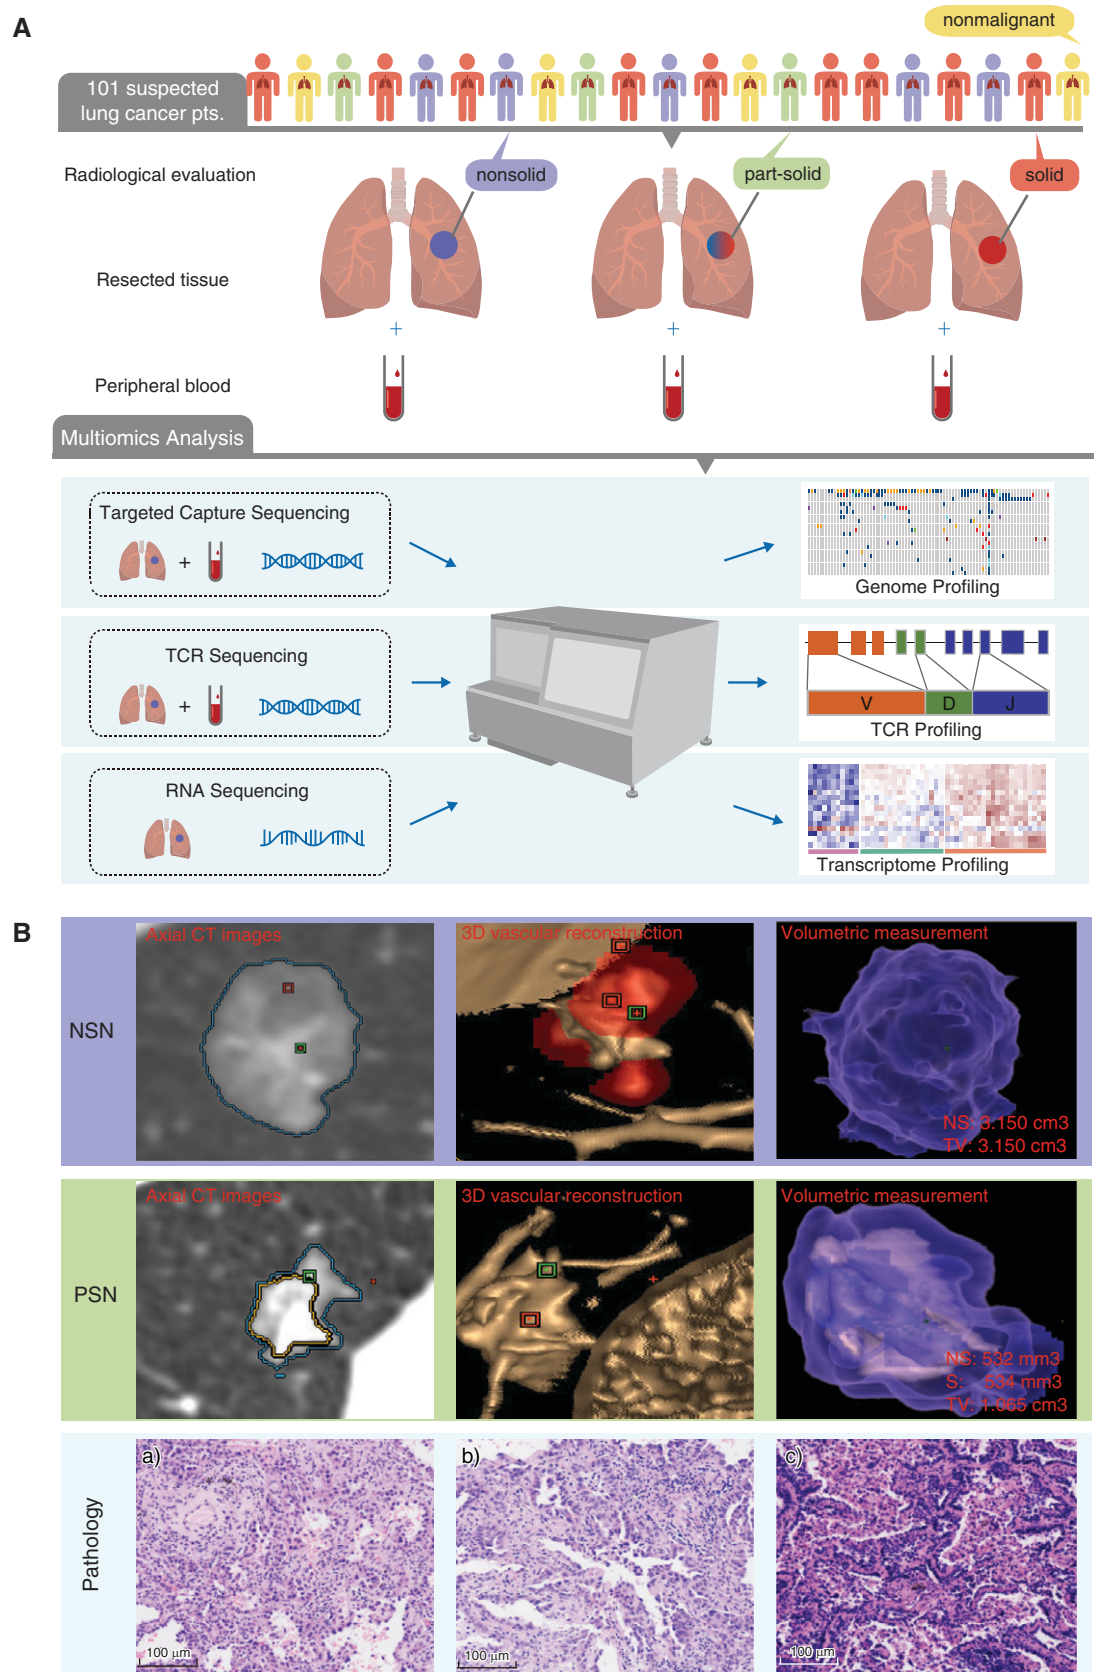 A
nonmalignant
101 suspected
lung cancer pts.
Radiological evaluation
nonsolid
part-solid
solid
Resected tissue
+
+
+
Peripheral blood
Multiomics Analysis
Targeted Capture Sequencing
+
Genome Profiling
TCR Sequencing
+
V
D
J
TCR Profiling
RNA Sequencing
Transcriptome Profiling
B
NSN
Axial CT images
3D vascular reconstruction
Volumetric measurement
NS: 3.150 cm3
TV: 3.150 cm3
PSN
Axial CT images
3D vascular reconstruction
Volumetric measurement
NS: 532 mm3
S: 534 mm3
TV: 1.065 cm3
Pathology
a)
b)
c)
100 µm
100 µm
100 µm